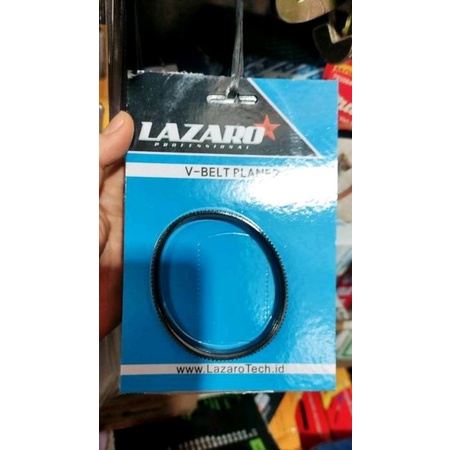 LAZARO
PROFESSIONAL
V-BELT PLANER
www.LazaroTech.id